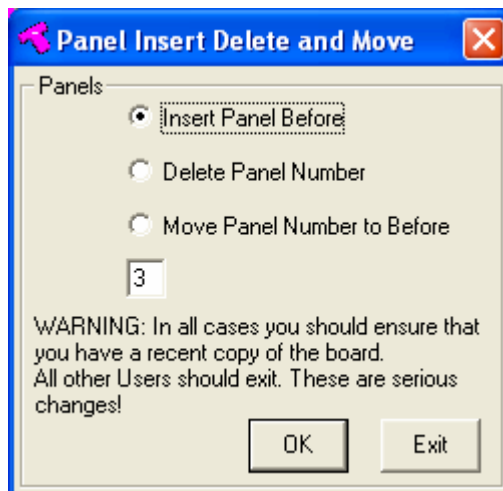 Panel Insert Delete and Move
Panels
Insert Panel Before
Delete Panel Number
Move Panel Number to Before
3
WARNING: In all cases you should ensure that
you have a recent copy of the board.
All other Users should exit. These are serious
changes!
OK Exit